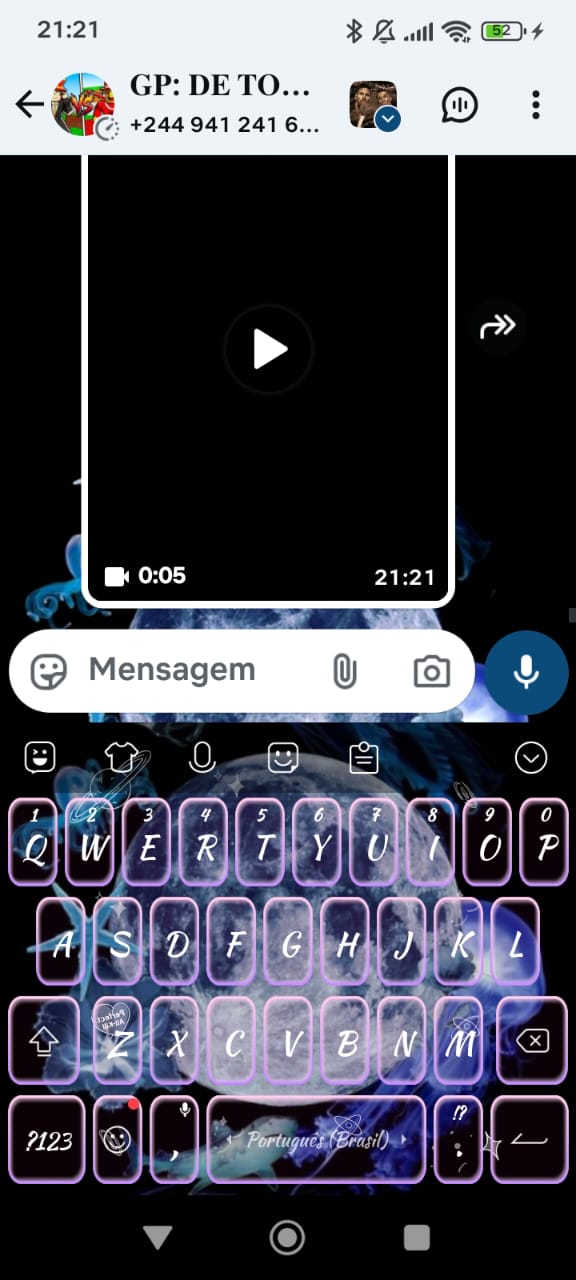 21:21
52
GP: DE TO...
+244 941 241 6...
0:05
21:21
Mensagem
1 2 3 4 5 6 7 8 9 0
Q W E R T Y U I O P
A S D F G H J K L
Z X C V B N M
!?
?123 , Português (Brasil) .